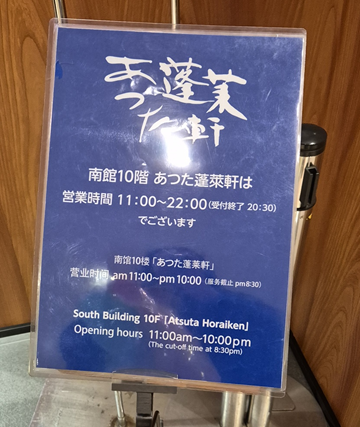 あつた蓬莱軒
南館10階 あつた蓬莱軒は
営業時間 11:00～22:00(受付終了 20:30)
でございます
南馆10楼「あつた蓬莱軒」
营业时间 am11:00～pm10:00(服务截止 pm8:30)
South Building 10F「Atsuta Horaiken」
Opening hours 11:00am～10:00pm
(The cut-off time at 8:30pm)